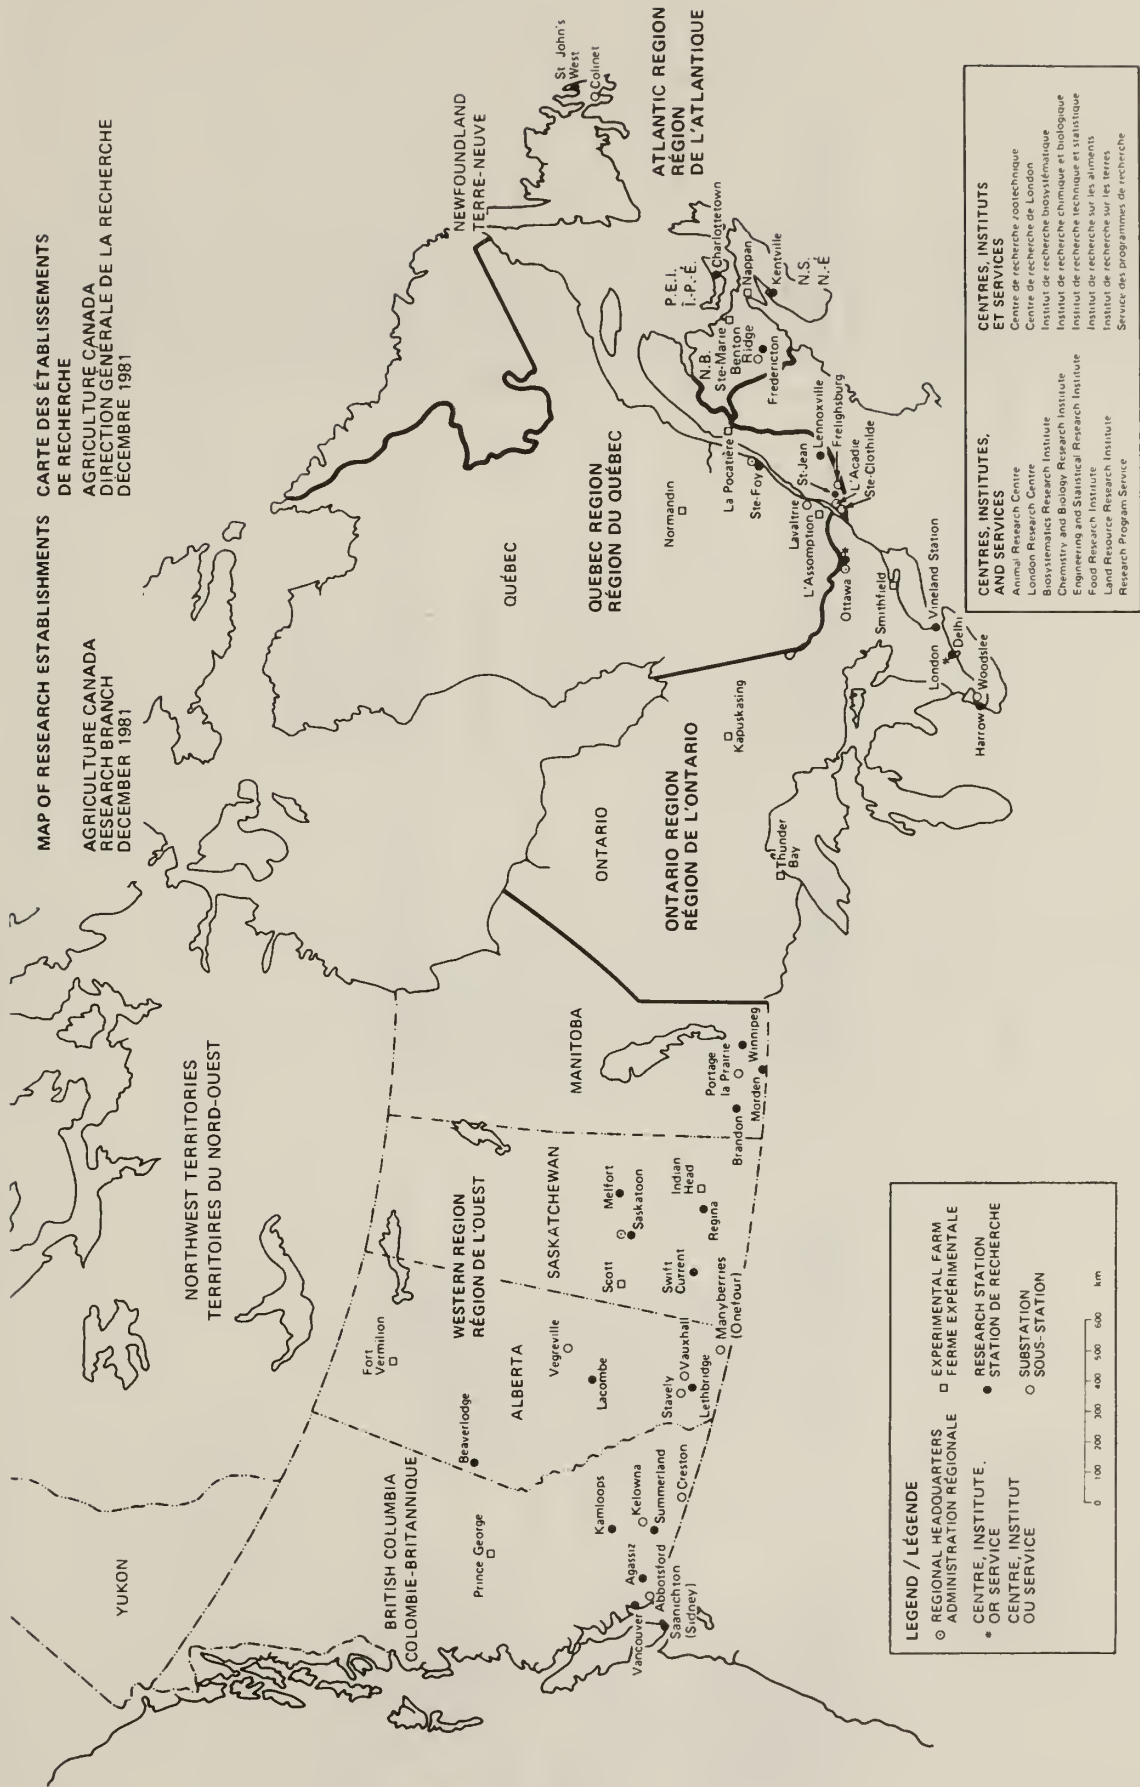 MAP OF RESEARCH ESTABLISHMENTS
AGRICULTURE CANADA
RESEARCH BRANCH
DECEMBER 1981
CARTE DES ÉTABLISSEMENTS
DE RECHERCHE
AGRICULTURE CANADA
DIRECTION GÉNÉRALE DE LA RECHERCHE
DÉCEMBRE 1981
YUKON
NORTHWEST TERRITORIES
TERRITOIRES DU NORD-OUEST
BRITISH COLUMBIA
COLOMBIE-BRITANNIQUE
Prince George
Kamloops
Kelowna
Summerland
Creston
Agassiz
Abbotsford
Vancouver
Saanichton
(Sidney)
WESTERN REGION
RÉGION DE L'OUEST
ALBERTA
Fort
Vermilion
Beaverlodge
Vegreville
Lacombe
Stavely
Vauxhall
Lethbridge
Manyberries
(Onefour)
SASKATCHEWAN
Scott
Melfort
Saskatoon
Swift
Current
Indian
Head
Regina
MANITOBA
Brandon
Portage
la Prairie
Morden
Winnipeg
ONTARIO
ONTARIO REGION
RÉGION DE L'ONTARIO
Thunder
Bay
Kapuskasing
Harrow
Woodslee
London
Delhi
Vineland Station
Smithfield
Ottawa
QUÉBEC
QUEBEC REGION
RÉGION DU QUÉBEC
Normandin
La Pocatière
Ste-Foy
Lavaltrie
L'Assomption
St-Jean
Lennoxville
Frelighsburg
L'Acadie
Ste-Clothilde
NEWFOUNDLAND
TERRE-NEUVE
St John's
West
Colinet
ATLANTIC REGION
RÉGION
DE L'ATLANTIQUE
P.E.I.
Î.-P.-É.
Charlottetown
Nappan
Kentville
N.S.
N.-É
N.B.
Ste-Marie
Benton
Ridge
Fredericton
LEGEND / LÉGENDE
REGIONAL HEADQUARTERS
ADMINISTRATION RÉGIONALE
* CENTRE, INSTITUTE,
OR SERVICE
CENTRE, INSTITUT
OU SERVICE
□ EXPERIMENTAL FARM
FERME EXPÉRIMENTALE
● RESEARCH STATION
STATION DE RECHERCHE
○ SUBSTATION
SOUS-STATION
0 100 200 300 400 500 600 km
CENTRES, INSTITUTES,
AND SERVICES
Animal Research Centre
London Research Centre
Biosystematics Research Institute
Chemistry and Biology Research Institute
Engineering and Statistical Research Institute
Food Research Institute
Land Resource Research Institute
Research Program Service
CENTRES, INSTITUTS
ET SERVICES
Centre de recherche zootechnique
Centre de recherche de London
Institut de recherche biosystématique
Institut de recherche chimique et biologique
Institut de recherche technique et statistique
Institut de recherche sur les aliments
Institut de recherche sur les terres
Service des programmes de recherche